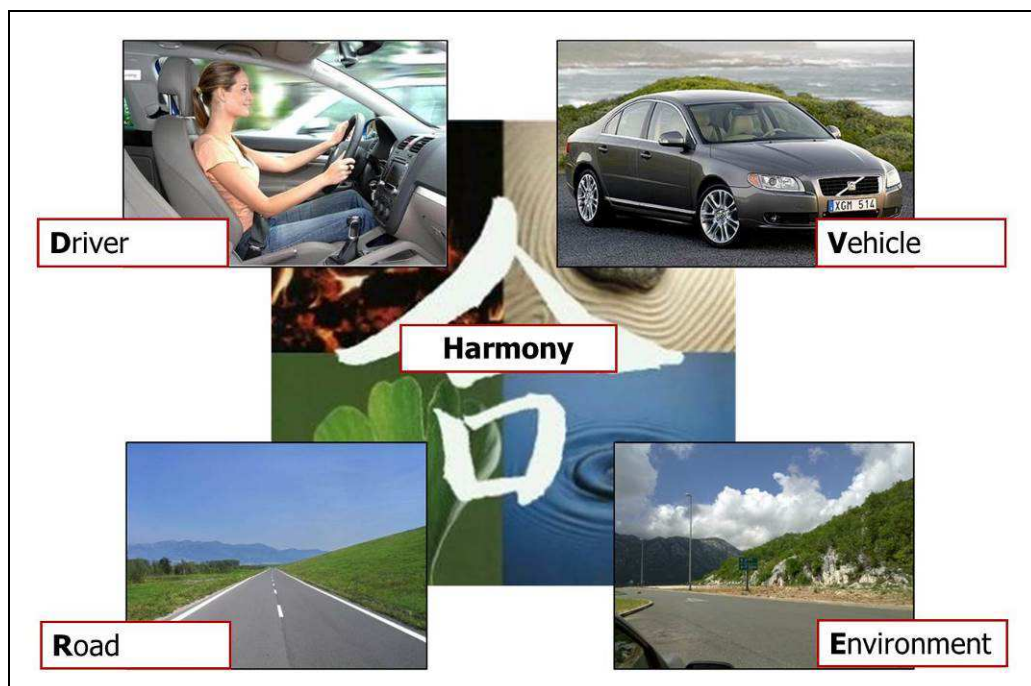 Driver
XGM 514
Vehicle
合
Harmony
Road
Environment